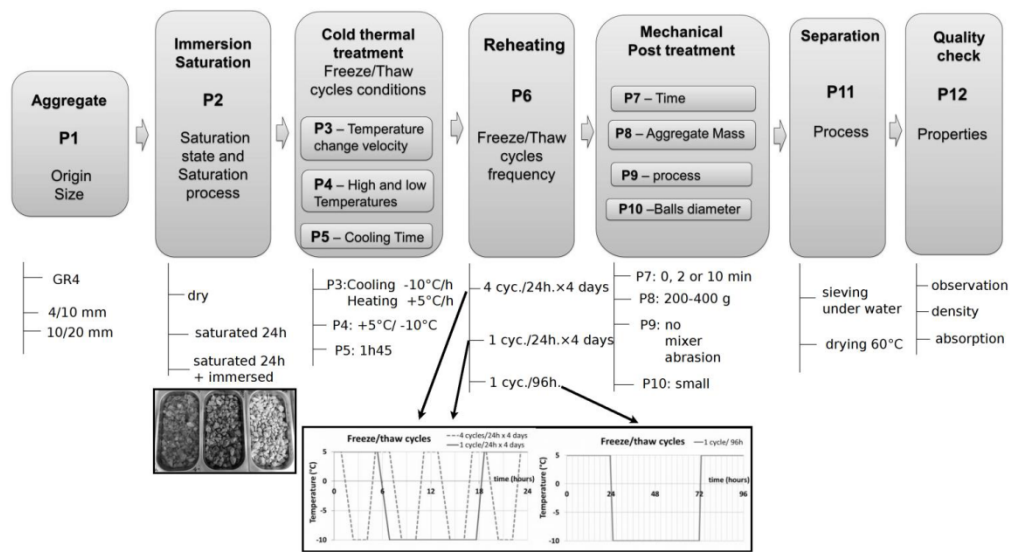 Aggregate
P1
Origin
Size
Immersion
Saturation
P2
Saturation
state and
Saturation
process
Cold thermal
treatment
Freeze/Thaw
cycles conditions
P3 – Temperature
change velocity
P4 – High and low
Temperatures
P5 – Cooling Time
Reheating
P6
Freeze/Thaw
cycles
frequency
Mechanical
Post treatment
P7 – Time
P8 – Aggregate Mass
P9 – process
P10 –Balls diameter
Separation
P11
Process
Quality
check
P12
Properties
GR4
4/10 mm
10/20 mm
dry
saturated 24h
saturated 24h
+ immersed
P3:Cooling -10°C/h
Heating +5°C/h
P4: +5°C/ -10°C
P5: 1h45
4 cyc./24h.×4 days
1 cyc./24h.×4 days
1 cyc./96h.
P7: 0, 2 or 10 min
P8: 200-400 g
P9: no
mixer
abrasion
P10: small
sieving
under water
drying 60°C
observation
density
absorption
Freeze/thaw cycles
4 cycles/24h x 4 days
1 cycle/24h x 4 days
Temperature (°C)
5
0
-5
-10
time (hours)
0 6 12 18 24
Freeze/thaw cycles
1 cycle/ 96h
Temperature (°C)
5
0
-5
-10
time (hours)
0 24 48 72 96